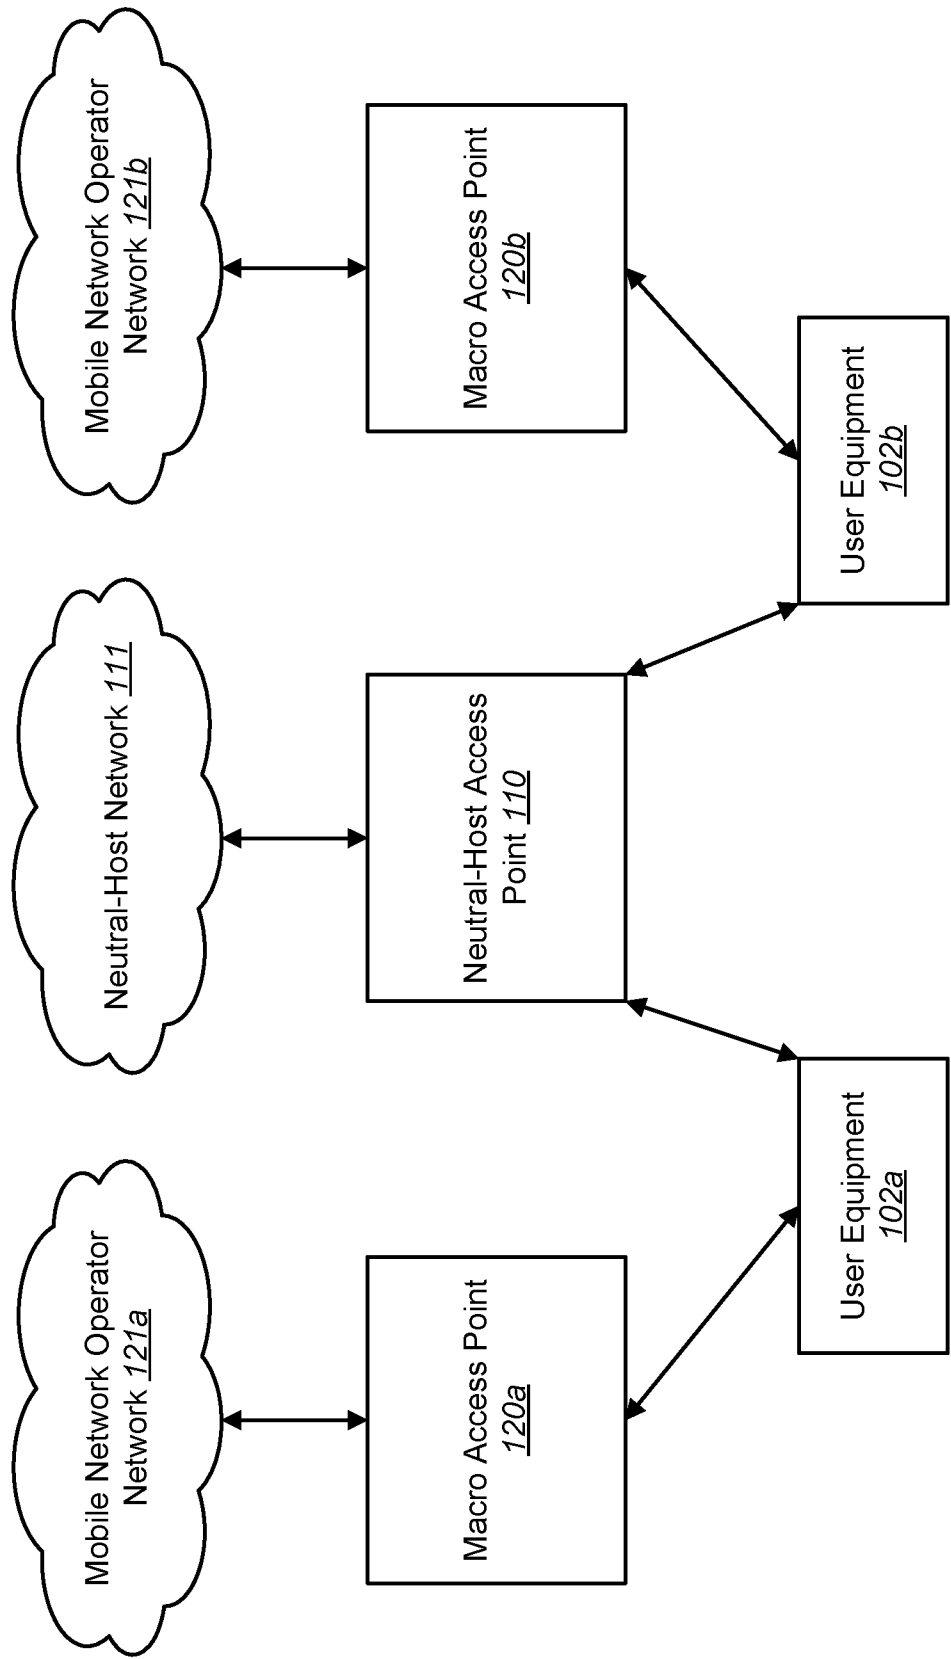 Mobile Network Operator
Network 121a
Neutral-Host Network 111
Mobile Network Operator
Network 121b
Macro Access Point
120a
Neutral-Host Access
Point 110
Macro Access Point
120b
User Equipment
102a
User Equipment
102b